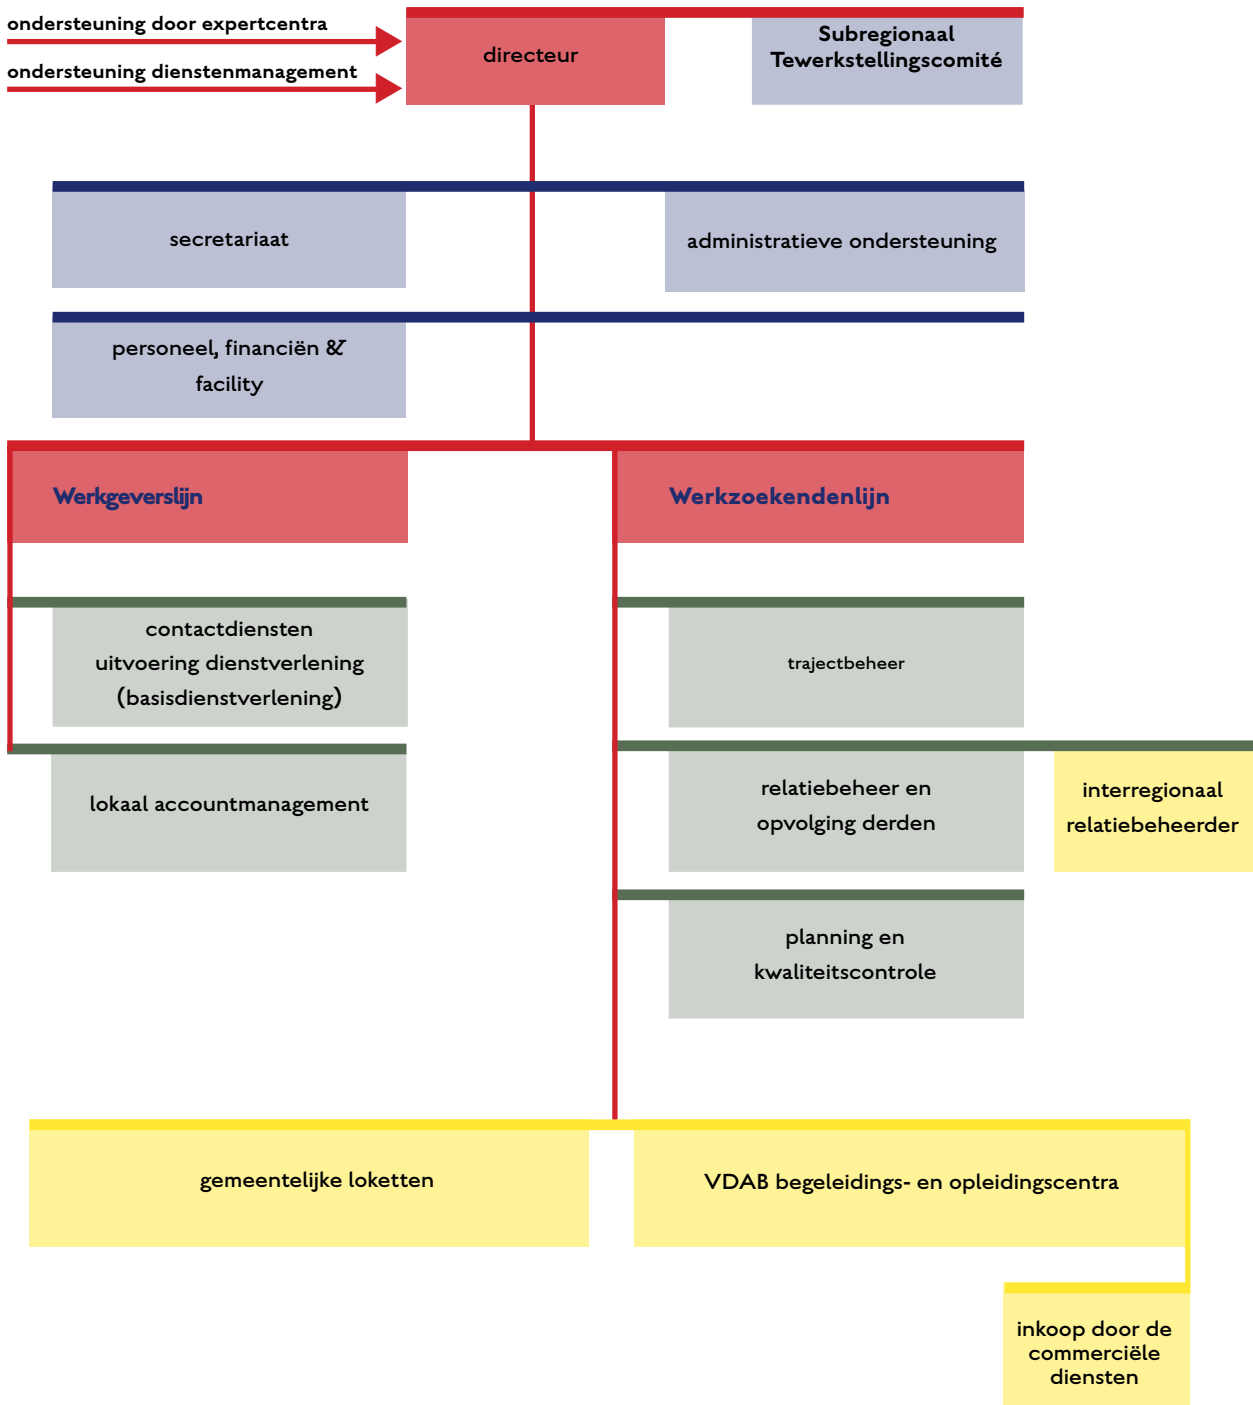 ondersteuning door expertcentra
ondersteuning dienstenmanagement
directeur
Subregionaal
Tewerkstellingscomité
secretariaat
administratieve ondersteuning
personeel, financiën &
facility
Werkgeverslijn
Werkzoekendenlijn
contactdiensten
uitvoering dienstverlening
(basisdienstverlening)
trajectbeheer
lokaal accountmanagement
relatiebeheer en
opvolging derden
interregionaal
relatiebeheerder
planning en
kwaliteitscontrole
gemeentelijke loketten
VDAB begeleidings- en opleidingscentra
inkoop door de
commerciële
diensten